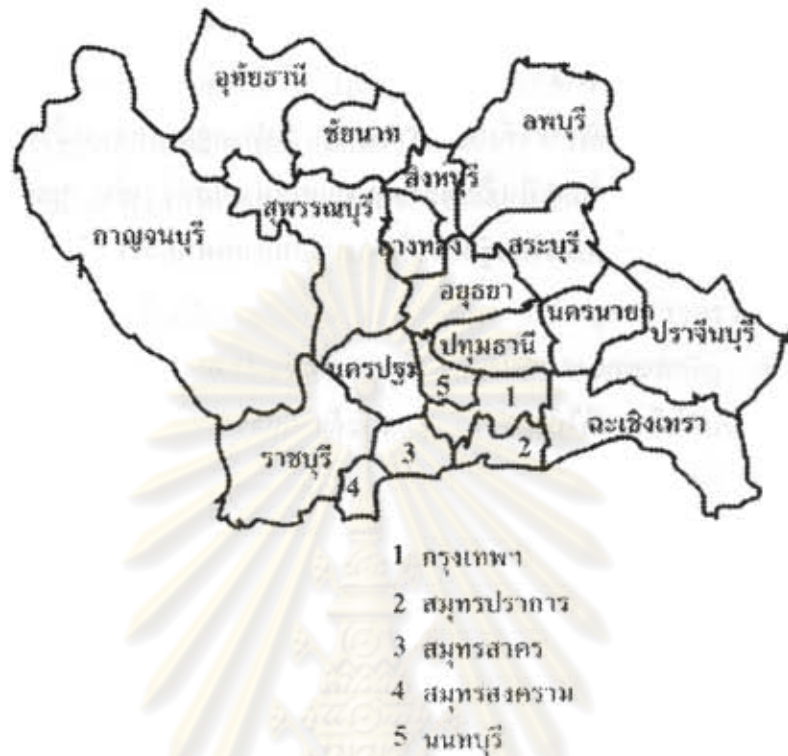 อุทัยธานี
ชัยนาท
ลพบุรี
สิงหบุรี
สุพรรณบุรี
กาญจนบุรี
อ่างทอง
สระบุรี
อยุธยา
นครนายก
ปราจีนบุรี
ปทุมธานี
นครปฐม
5
1
ฉะเชิงเทรา
ราชบุรี
3
2
4
1 กรุงเทพฯ
2 สมุทรปราการ
3 สมุทรสาคร
4 สมุทรสงคราม
5 นนทบุรี